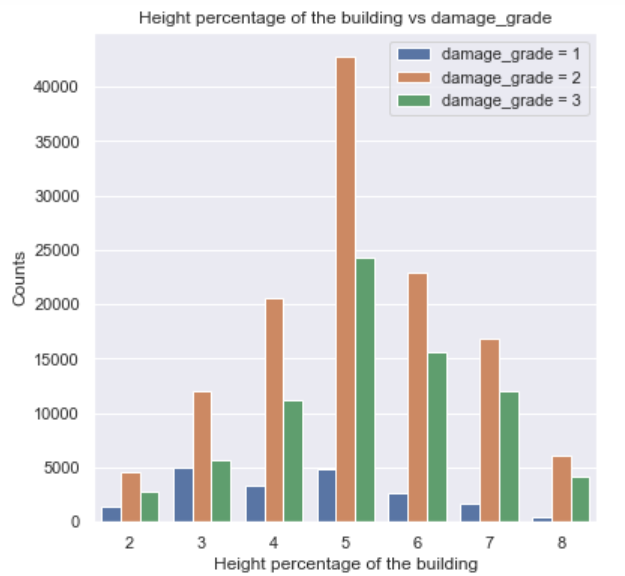 Height percentage of the building vs damage_grade
damage_grade = 1
damage_grade = 2
damage_grade = 3
40000
35000
30000
25000
20000
15000
10000
5000
0
Counts
2 3 4 5 6 7 8
Height percentage of the building